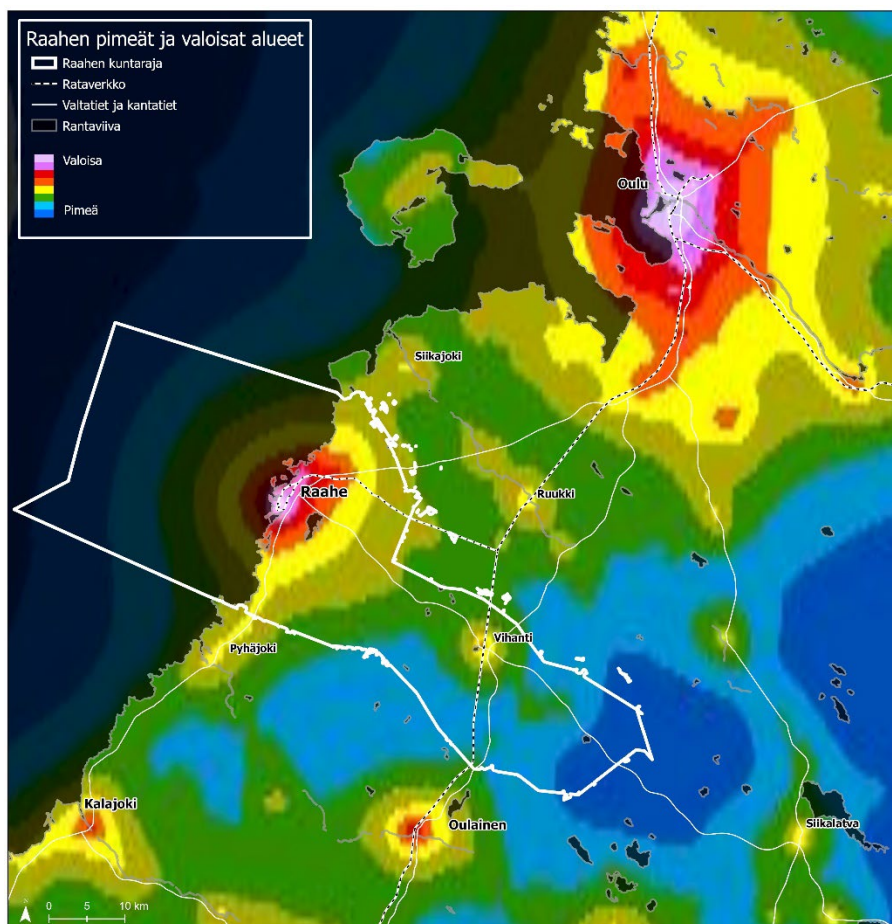 Raahen pimeät ja valoisat alueet
Raahen kuntaraja
Rataverkko
Valtatiet ja kantatiet
Rantaviiva
Valoisa
Pimeä
Oulu
Siikajoki
Raahe
Ruukki
Vihanti
Pyhäjoki
Kalajoki
Oulainen
Siikalatva
0 5 10 km